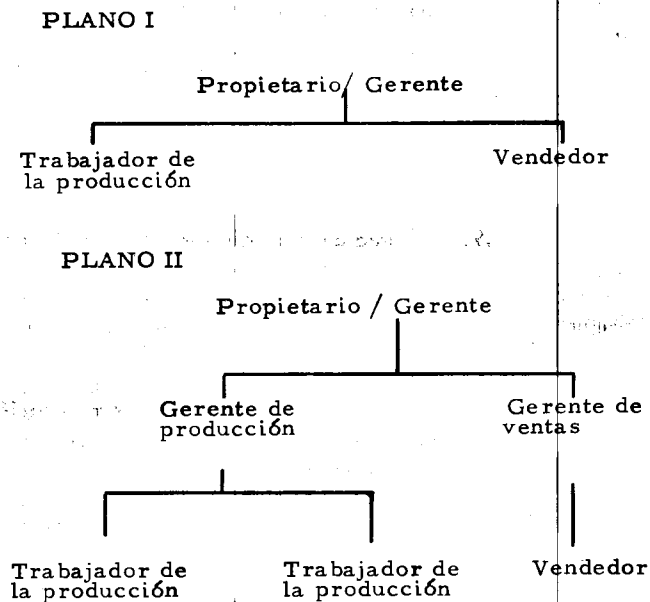 PLANO I
Propietario/ Gerente
Trabajador de
la producción
Vendedor
PLANO II
Propietario / Gerente
Gerente de
producción
Gerente de
ventas
Trabajador de
la producción
Trabajador de
la producción
Vendedor